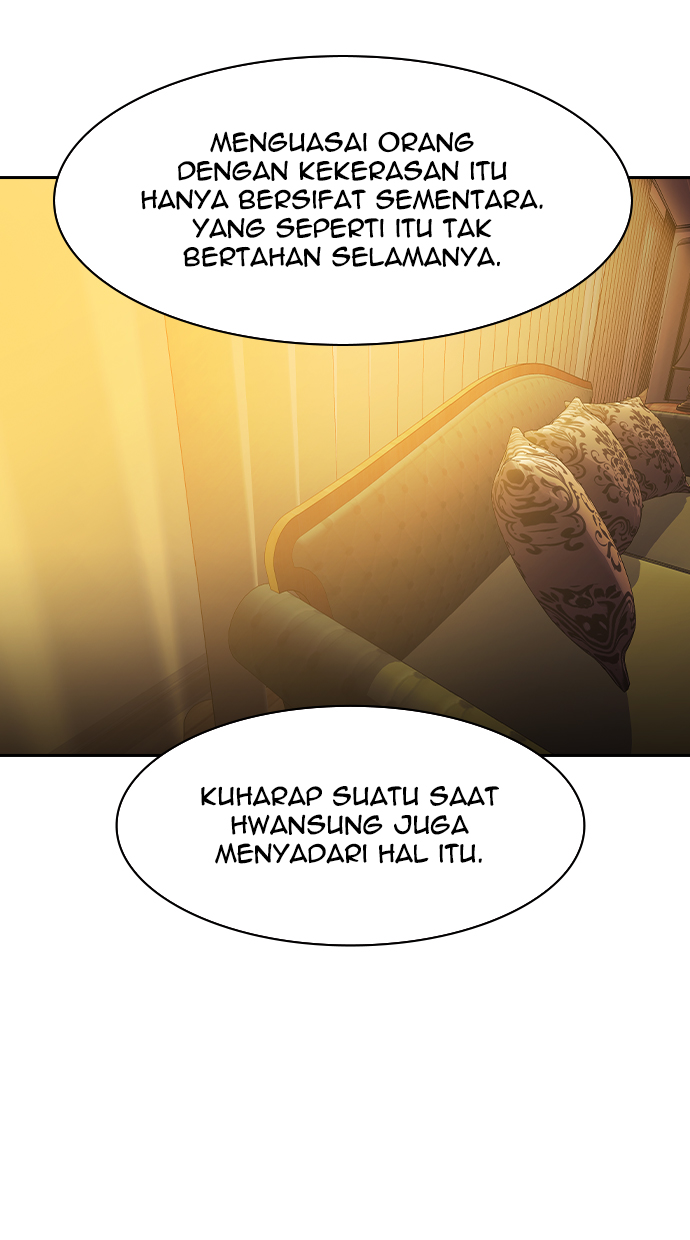 MENGUASAI ORANG
DENGAN KEKERASAN ITU
HANYA BERSIFAT SEMENTARA.
YANG SEPERTI ITU TAK
BERTAHAN SELAMANYA.
KUHARAP SUATU SAAT
HWANSUNG JUGA
MENYADARI HAL ITU.